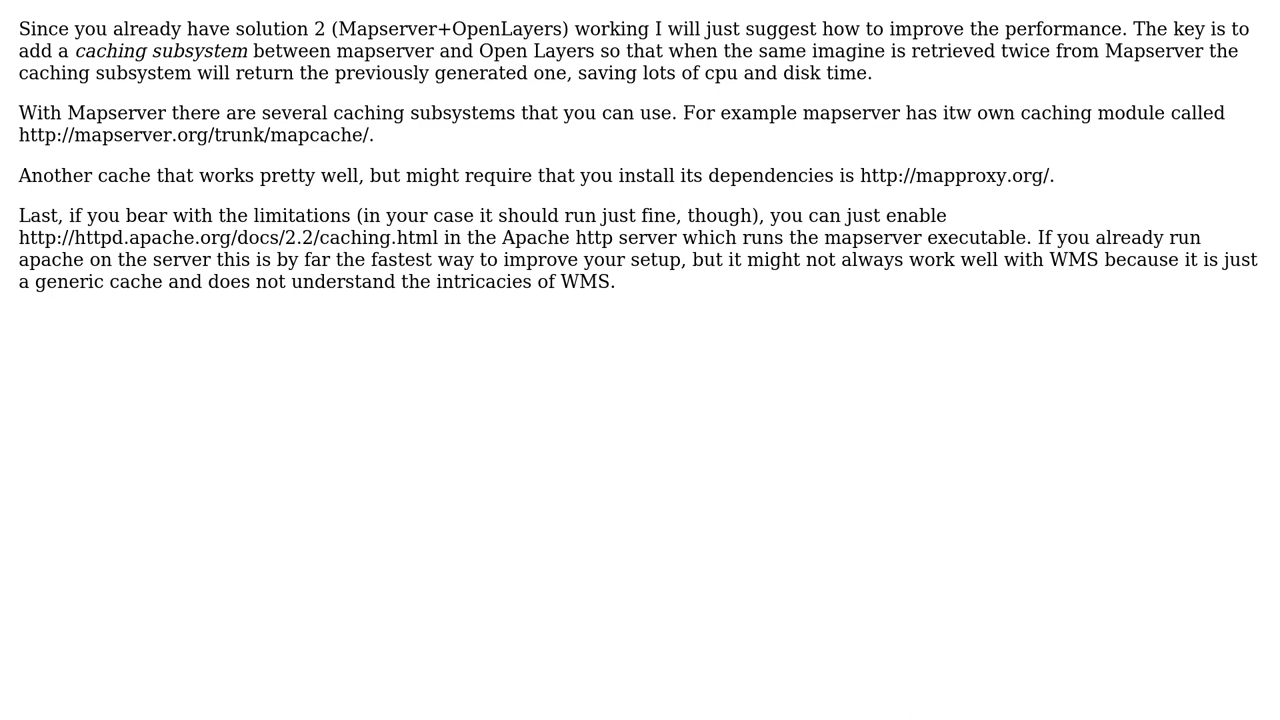 Since you already have solution 2 (Mapserver+OpenLayers) working I will just suggest how to improve the performance. The key is to
add a caching subsystem between mapserver and Open Layers so that when the same imagine is retrieved twice from Mapserver the
caching subsystem will return the previously generated one, saving lots of cpu and disk time.
With Mapserver there are several caching subsystems that you can use. For example mapserver has itw own caching module called
http://mapserver.org/trunk/mapcache/.
Another cache that works pretty well, but might require that you install its dependencies is http://mapproxy.org/.
Last, if you bear with the limitations (in your case it should run just fine, though), you can just enable
http://httpd.apache.org/docs/2.2/caching.html in the Apache http server which runs the mapserver executable. If you already run
apache on the server this is by far the fastest way to improve your setup, but it might not always work well with WMS because it is just
a generic cache and does not understand the intricacies of WMS.